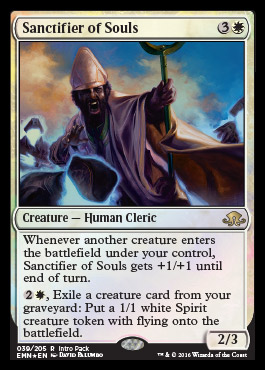 Sanctifier of Souls 3
Creature — Human Cleric
Whenever another creature enters
the battlefield under your control,
Sanctifier of Souls gets +1/+1 until
end of turn.
2, Exile a creature card from your
graveyard: Put a 1/1 white Spirit
creature token with flying onto the
battlefield.
2/3
039/205 R Intro Pack
EMN★EN DAVID PALUMBO ™ & © 2016 Wizards of the Coast